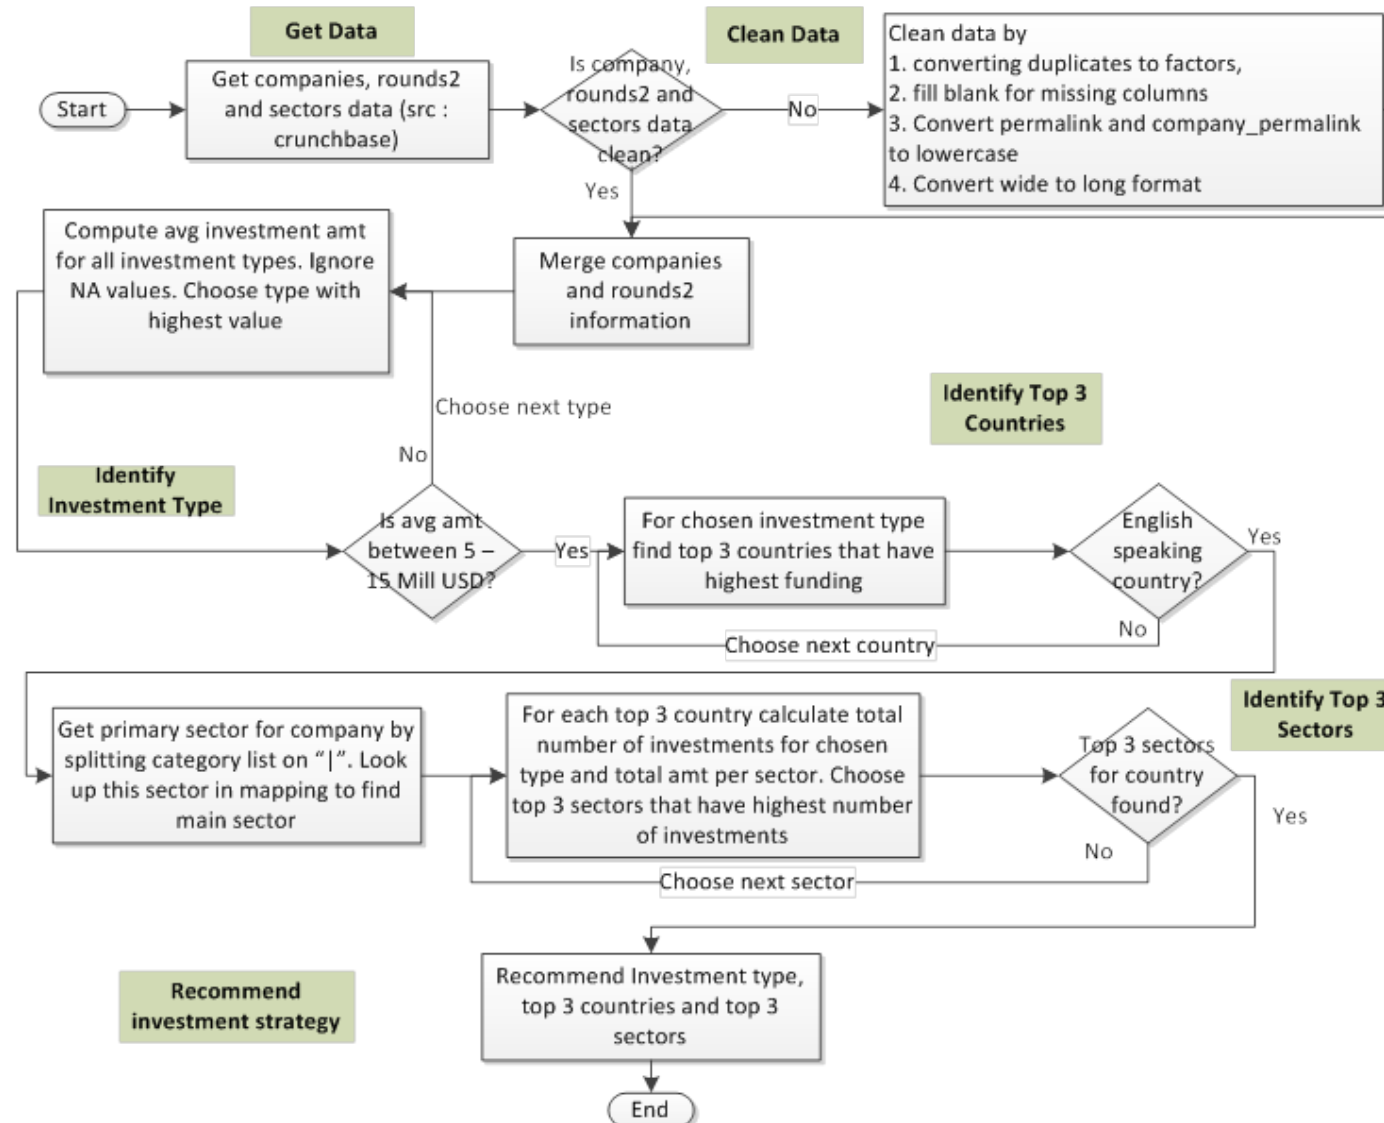 Get Data
Clean Data
Start
Get companies, rounds2
and sectors data (src :
crunchbase)
Is company,
rounds2 and
sectors data
clean?
No
Yes
Clean data by
1. converting duplicates to factors,
2. fill blank for missing columns
3. Convert permalink and company_permalink
to lowercase
4. Convert wide to long format
Compute avg investment amt
for all investment types. Ignore
NA values. Choose type with
highest value
Merge companies
and rounds2
information
Choose next type
No
Identify
Investment Type
Identify Top 3
Countries
Is avg amt
between 5 –
15 Mill USD?
Yes
For chosen investment type
find top 3 countries that have
highest funding
English
speaking
country?
Yes
No
Choose next country
Identify Top 3
Sectors
Get primary sector for company by
splitting category list on “|”. Look
up this sector in mapping to find
main sector
For each top 3 country calculate total
number of investments for chosen
type and total amt per sector. Choose
top 3 sectors that have highest number
of investments
Top 3 sectors
for country
found?
Yes
No
Choose next sector
Recommend
investment strategy
Recommend Investment type,
top 3 countries and top 3
sectors
End